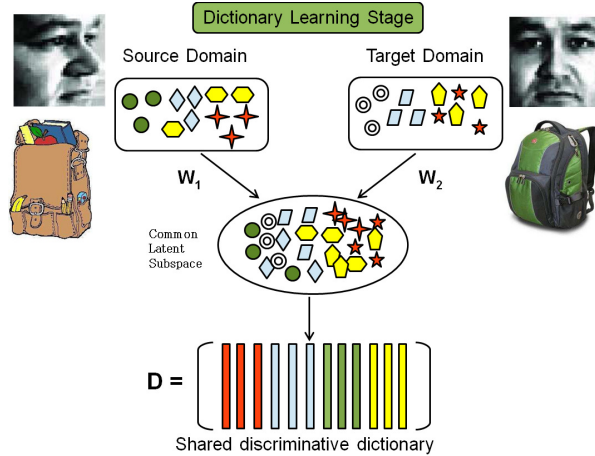 Dictionary Learning Stage
Source Domain
Target Domain
W1
W2
Common
Latent
Subspace
D =
Shared discriminative dictionary